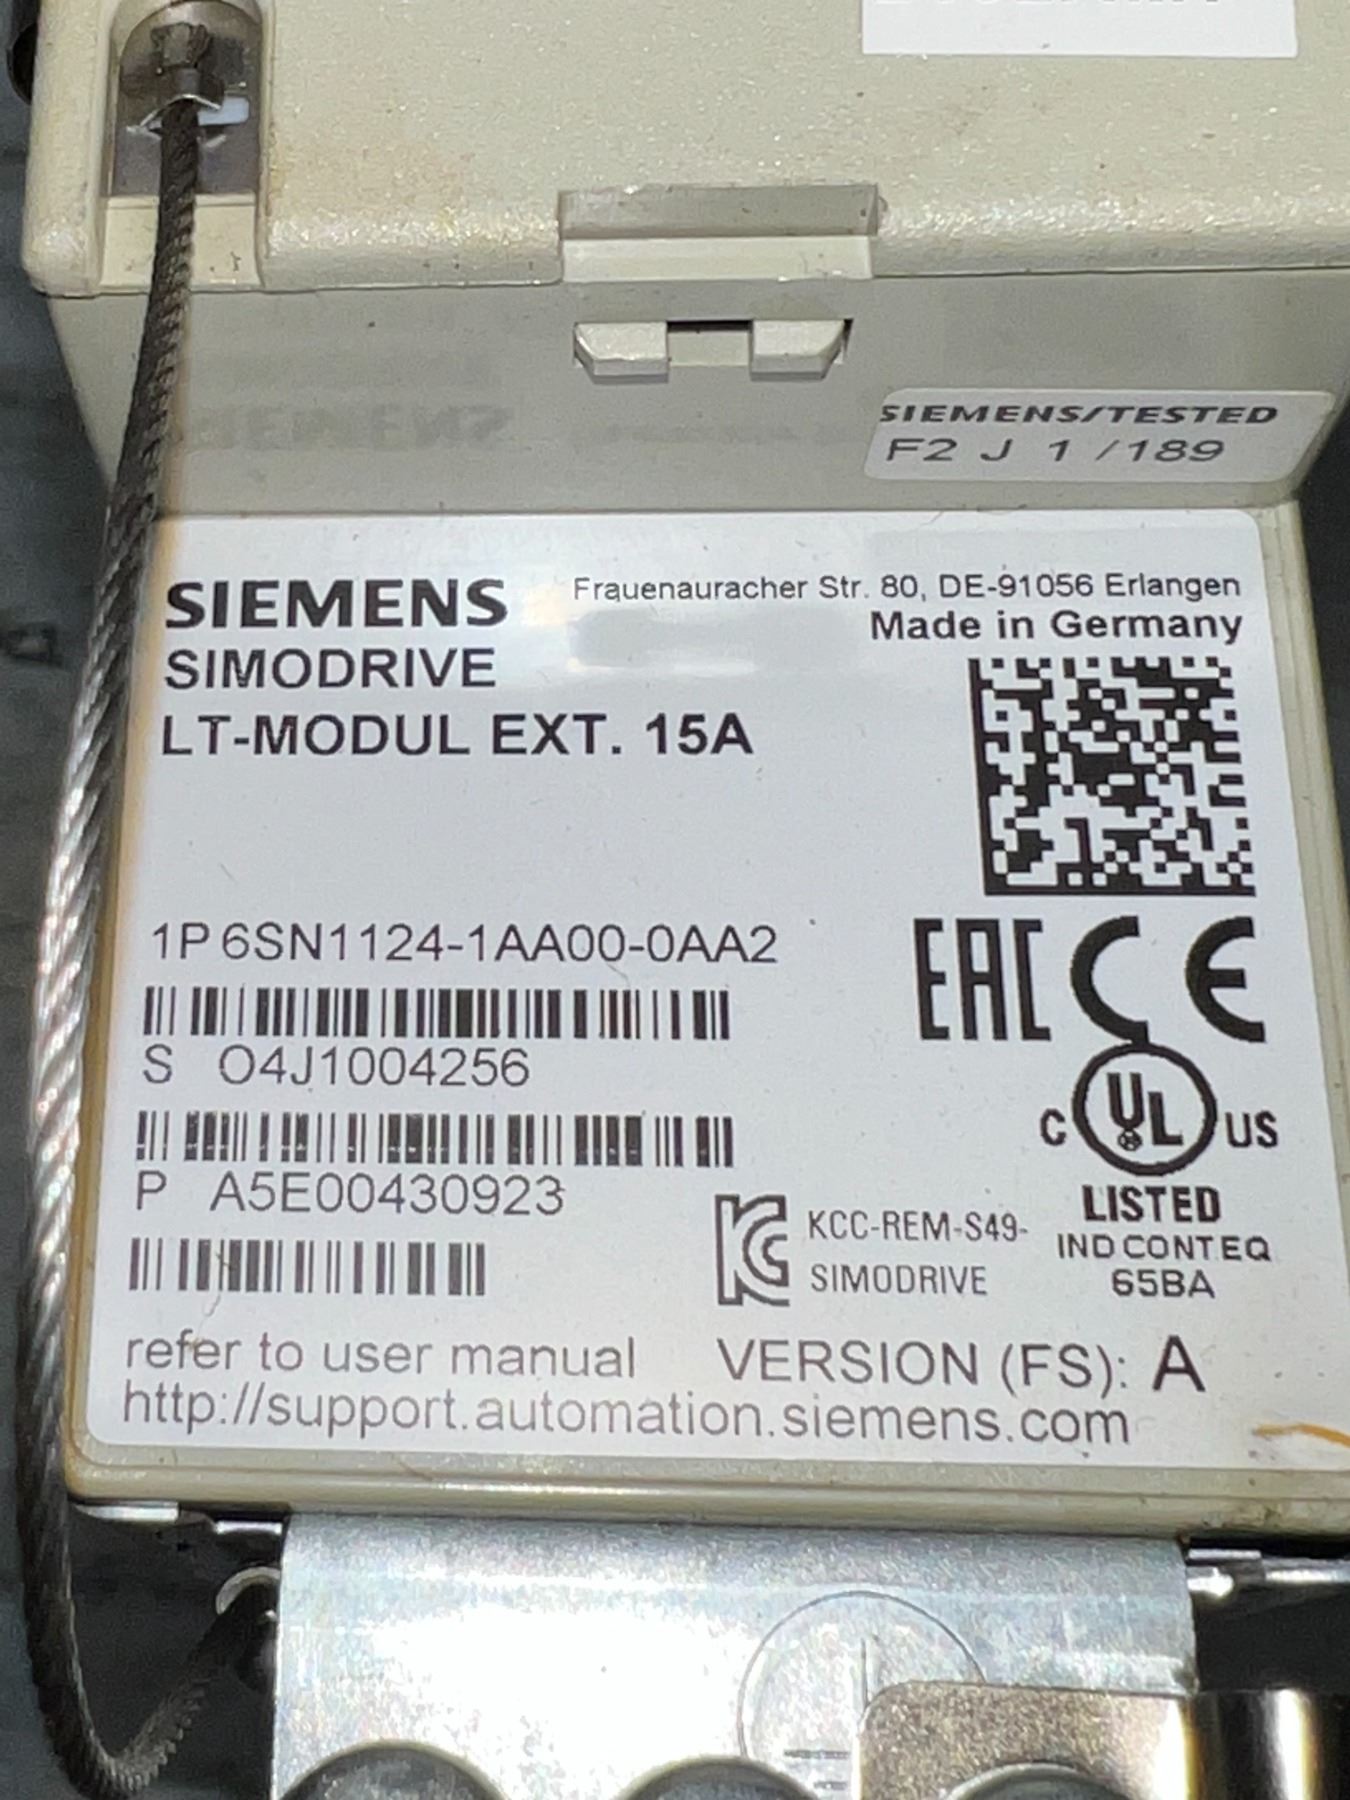 SIEMENS/TESTED
F2 J 1 /189
SIEMENS
Frauenauracher Str. 80, DE-91056 Erlangen
Made in Germany
SIMODRIVE
LT-MODUL EXT. 15A
1P 6SN1124-1AA00-0AA2
EAC CE
S O4J1004256
C UL US
P A5E00430923
LISTED
IND CONT.EQ
65BA
KCC-REM-S49-
SIMODRIVE
refer to user manual
VERSION (FS): A
http://support.automation.siemens.com